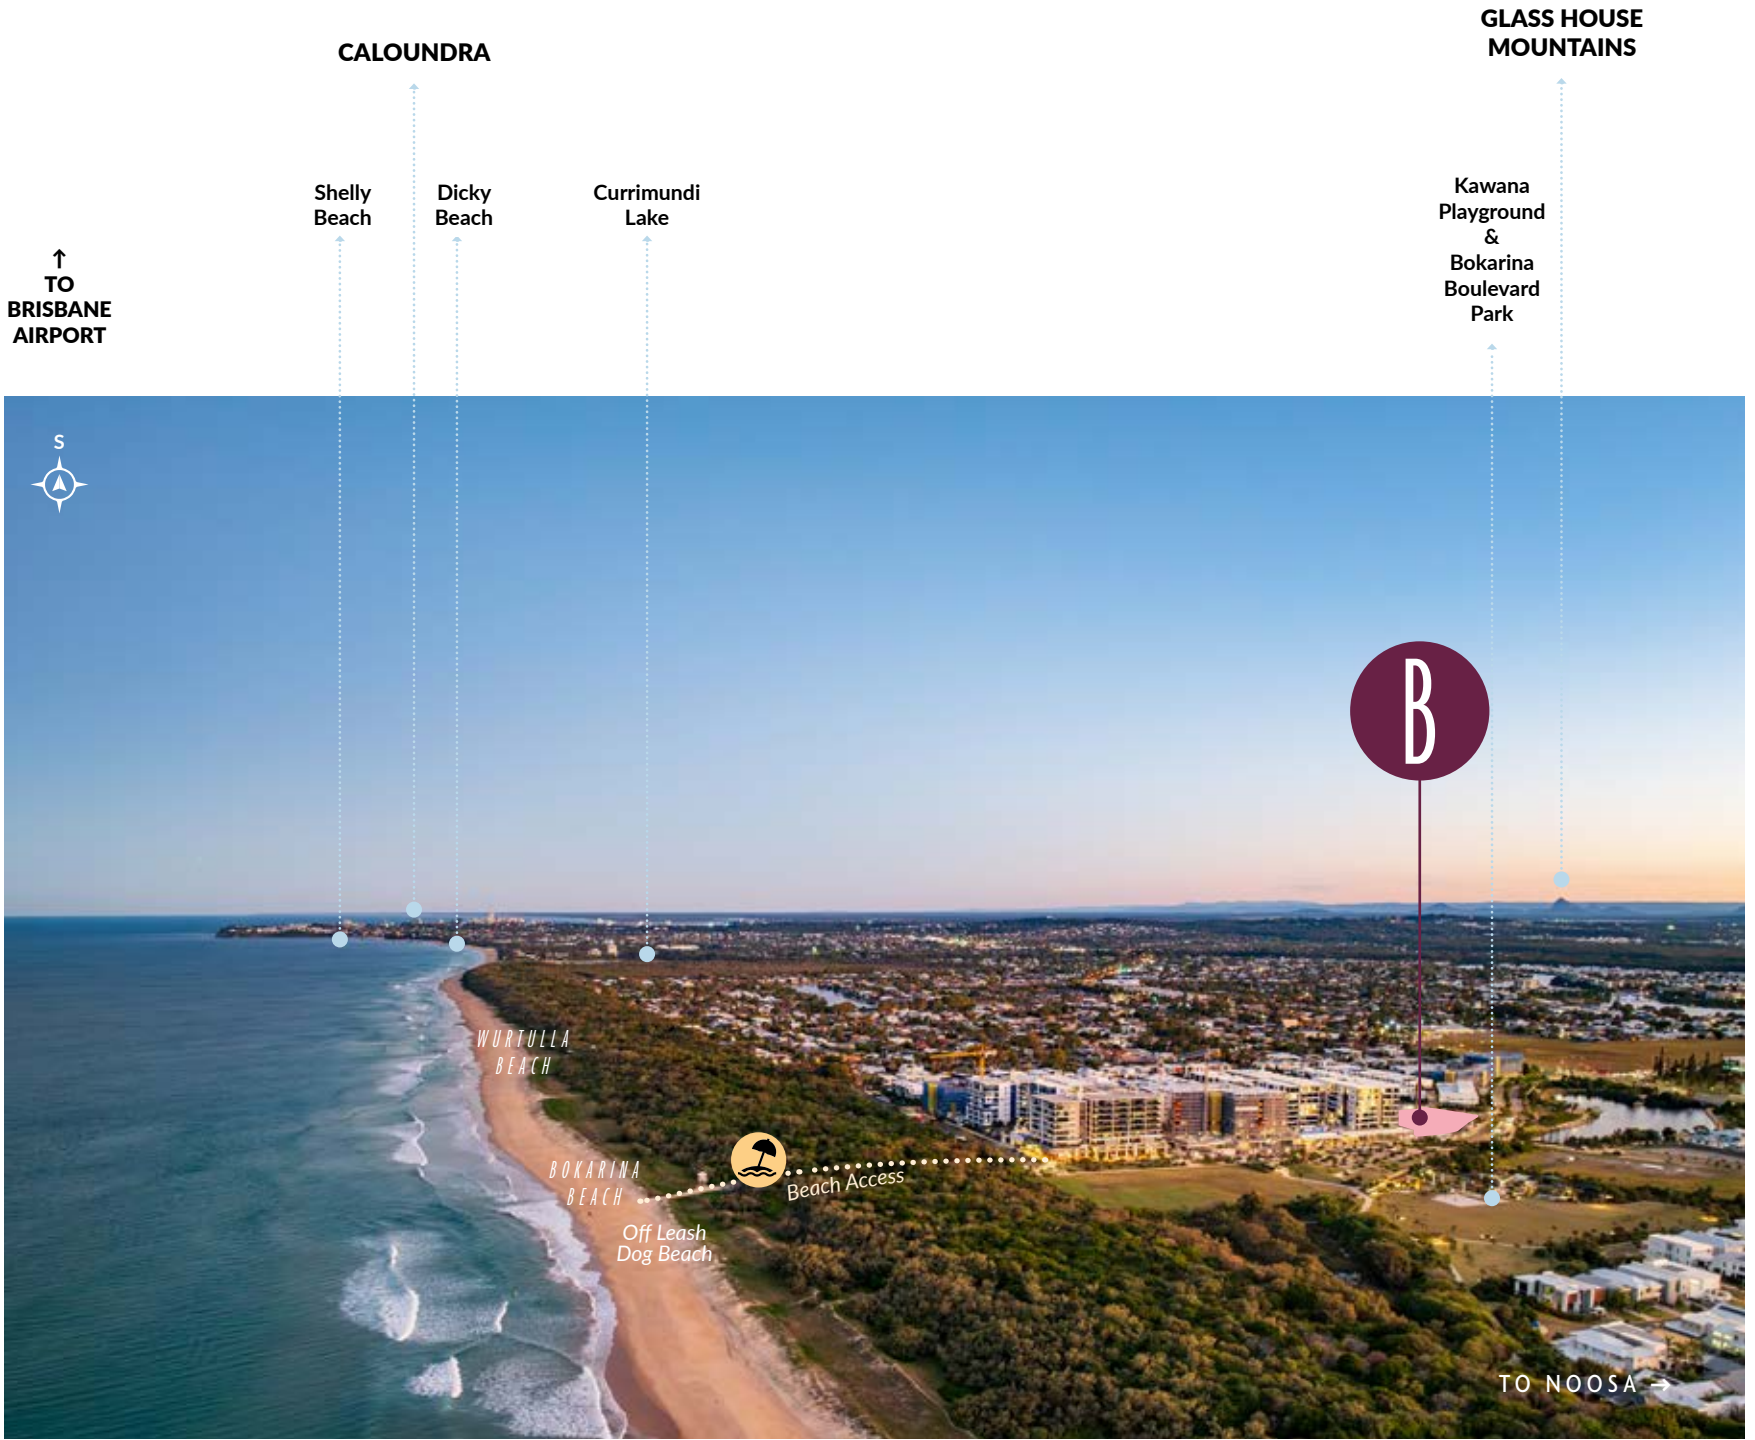 GLASS HOUSE
MOUNTAINS
CALOUNDRA
Shelly
Beach
Dicky
Beach
Currimundi
Lake
Kawana
Playground
&
Bokarina
Boulevard
Park
↑
TO
BRISBANE
AIRPORT
S
B
WURTULLA
BEACH
BOKARINA
BEACH
Beach Access
Off Leash
Dog Beach
TO NOOSA →